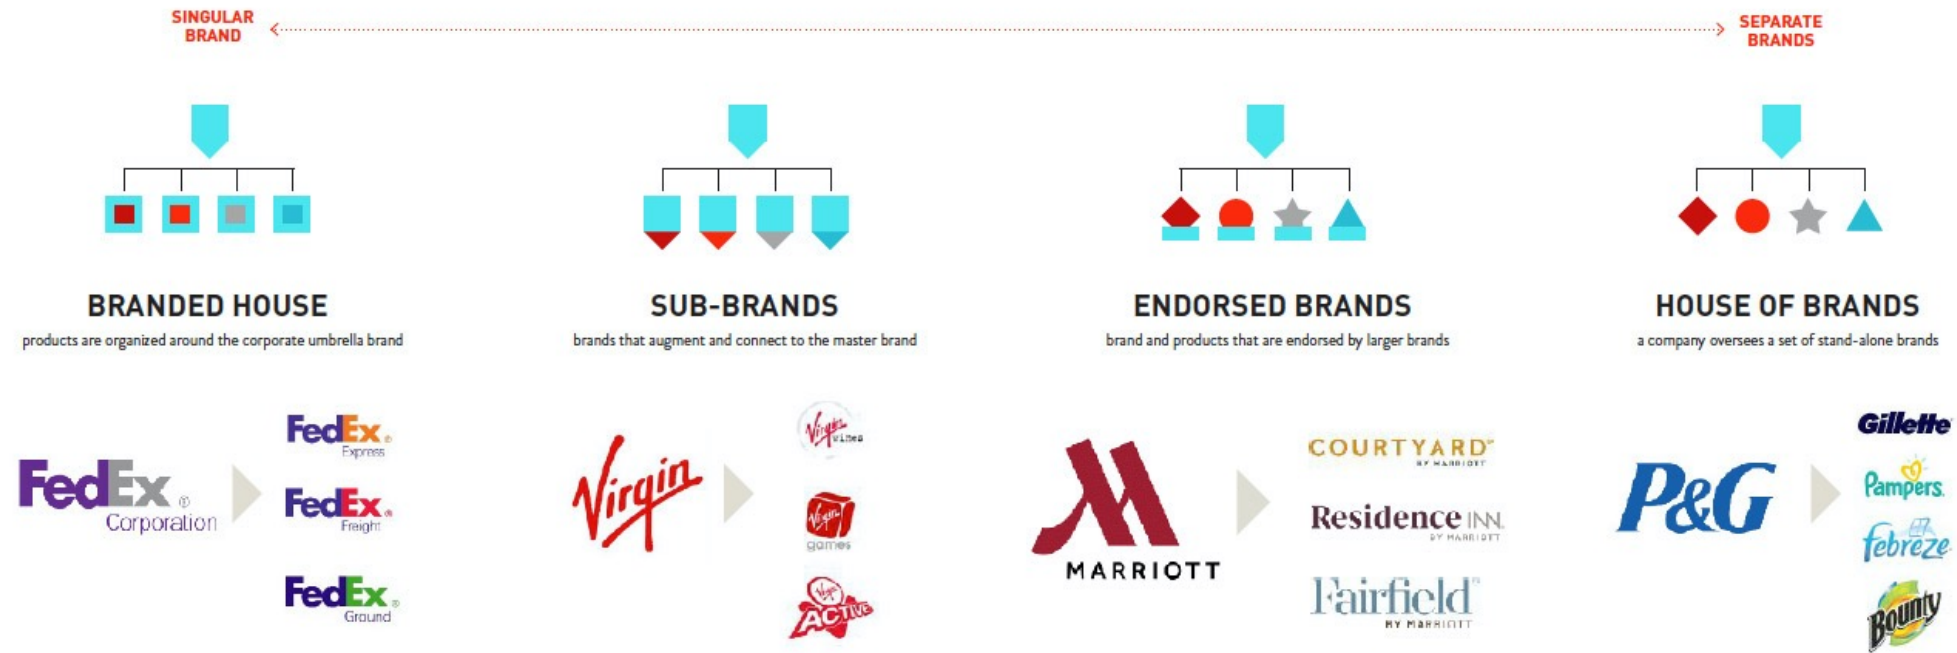 SINGULAR
BRAND
SEPARATE
BRANDS
BRANDED HOUSE
products are organized around the corporate umbrella brand
SUB-BRANDS
brands that augment and connect to the master brand
ENDORSED BRANDS
brand and products that are endorsed by larger brands
HOUSE OF BRANDS
a company oversees a set of stand-alone brands
FedEx®
Corporation
FedEx®
Express
FedEx®
Freight
FedEx®
Ground
Virgin
Virgin
wines
Virgin
games
Virgin
ACTIVE
MARRIOTT
COURTYARD
BY MARRIOTT
Residence INN
BY MARRIOTT
Fairfield
BY MARRIOTT
P&G
Gillette
Pampers
febreze
Bounty